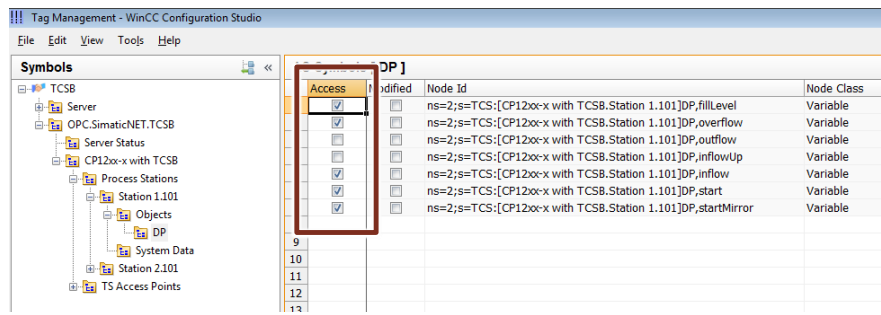 Tag Management - WinCC Configuration Studio
File Edit View Tools Help
Symbols «
TCSB
Server
OPC.SimaticNET.TCSB
Server Status
CP12xx-x with TCSB
Process Stations
Station 1.101
Objects
DP
System Data
Station 2.101
TS Access Points
DP ]
Access Modified Node Id Node Class
ns=2;s=TCS:[CP12xx-x with TCSB.Station 1.101]DP,fillLevel Variable
ns=2;s=TCS:[CP12xx-x with TCSB.Station 1.101]DP,overflow Variable
ns=2;s=TCS:[CP12xx-x with TCSB.Station 1.101]DP,outflow Variable
ns=2;s=TCS:[CP12xx-x with TCSB.Station 1.101]DP,inflowUp Variable
ns=2;s=TCS:[CP12xx-x with TCSB.Station 1.101]DP,inflow Variable
ns=2;s=TCS:[CP12xx-x with TCSB.Station 1.101]DP,start Variable
ns=2;s=TCS:[CP12xx-x with TCSB.Station 1.101]DP,startMirror Variable
9
10
11
12
13